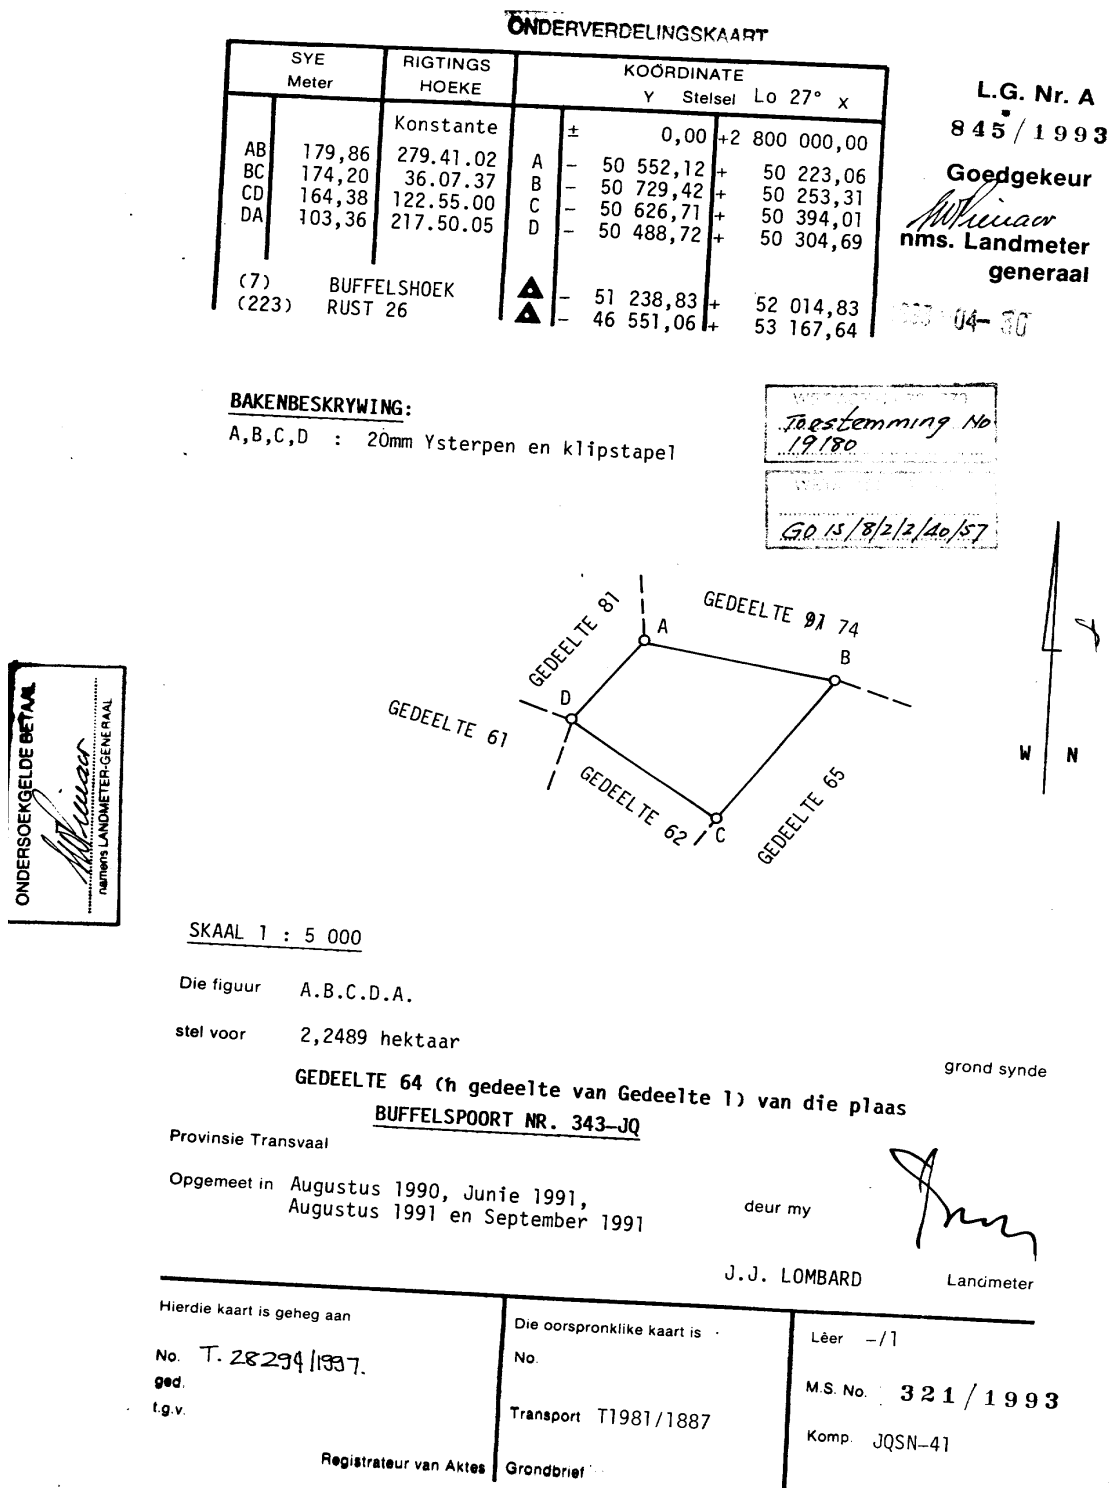 ONDERVERDELINGSKAART
SYE Meter
RIGTINGS HOEKE
KOÖRDINATE
Y Stelsel Lo 27° X
Konstante ± 0,00 +2 800 000,00
AB 179,86 279.41.02 A - 50 552,12 + 50 223,06
BC 174,20 36.07.37 B - 50 729,42 + 50 253,31
CD 164,38 122.55.00 C - 50 626,71 + 50 394,01
DA 103,36 217.50.05 D - 50 488,72 + 50 304,69
(7) BUFFELSHOEK - 51 238,83 + 52 014,83
(223) RUST 26 - 46 551,06 + 53 167,64
L.G. Nr. A
845/1993
Goedgekeur
nms. Landmeter
generaal
04-30
BAKENBESKRYWING:
A,B,C,D : 20mm Ysterpen en klipstapel
Toestemming No
19180
GO 15/8/2/2/40/57
GEDEELTE 81
GEDEELTE 91 74
A
B
D
GEDEELTE 61
GEDEELTE 62
C
GEDEELTE 65
W N
ONDERSOEKGELDE BETAAL
namens LANDMETER-GENERAAL
SKAAL 1 : 5 000
Die figuur A.B.C.D.A.
stel voor 2,2489 hektaar
grond synde
GEDEELTE 64 (ń gedeelte van Gedeelte 1) van die plaas
BUFFELSPOORT NR. 343-JQ
Provinsie Transvaal
Opgemeet in Augustus 1990, Junie 1991,
Augustus 1991 en September 1991
deur my
J.J. LOMBARD Landmeter
Hierdie kaart is geheg aan
No. T. 28294/1997.
ged.
t.g.v.
Registrateur van Aktes
Die oorspronklike kaart is
No.
Transport T1981/1887
Grondbrief
Lêer -/1
M.S. No. 321/1993
Komp. JQSN-41